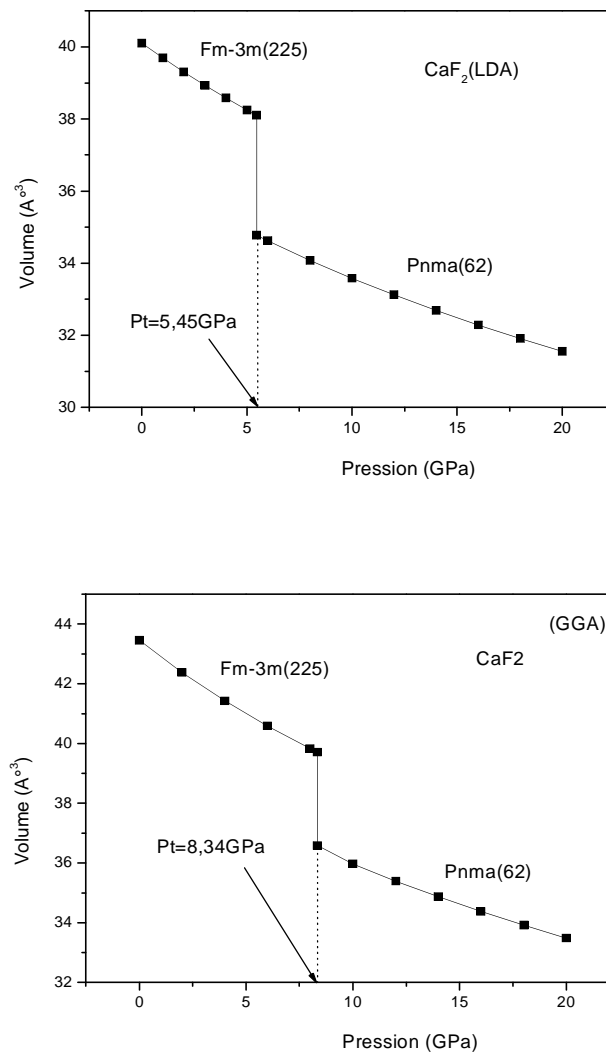 40
Fm-3m(225)
CaF₂(LDA)
38
36
Volume (A°³)
34
Pnma(62)
Pt=5,45GPa
32
30
0 5 10 15 20
Pression (GPa)
(GGA)
44
Fm-3m(225)
CaF2
42
40
Volume (A°³)
38
Pt=8,34GPa
36
Pnma(62)
34
32
0 5 10 15 20
Pression (GPa)